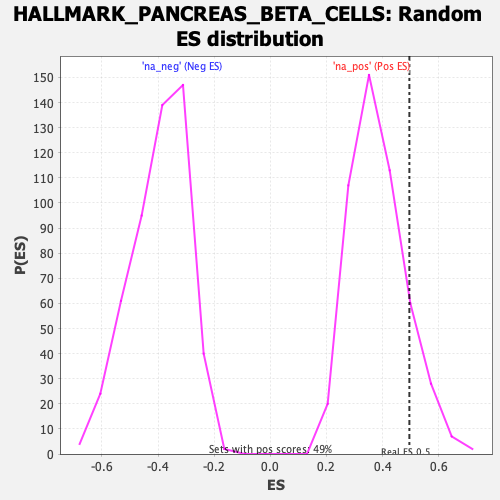 HALLMARK_PANCREAS_BETA_CELLS: Random
ES distribution
'na_neg' (Neg ES)
'na_pos' (Pos ES)
150
140
130
120
110
100
90
80
70
60
50
40
30
20
10
0
P(ES)
Sets with pos scores: 49%
Real ES 0.5
-0.6
-0.4
-0.2
0.0
0.2
0.4
0.6
ES